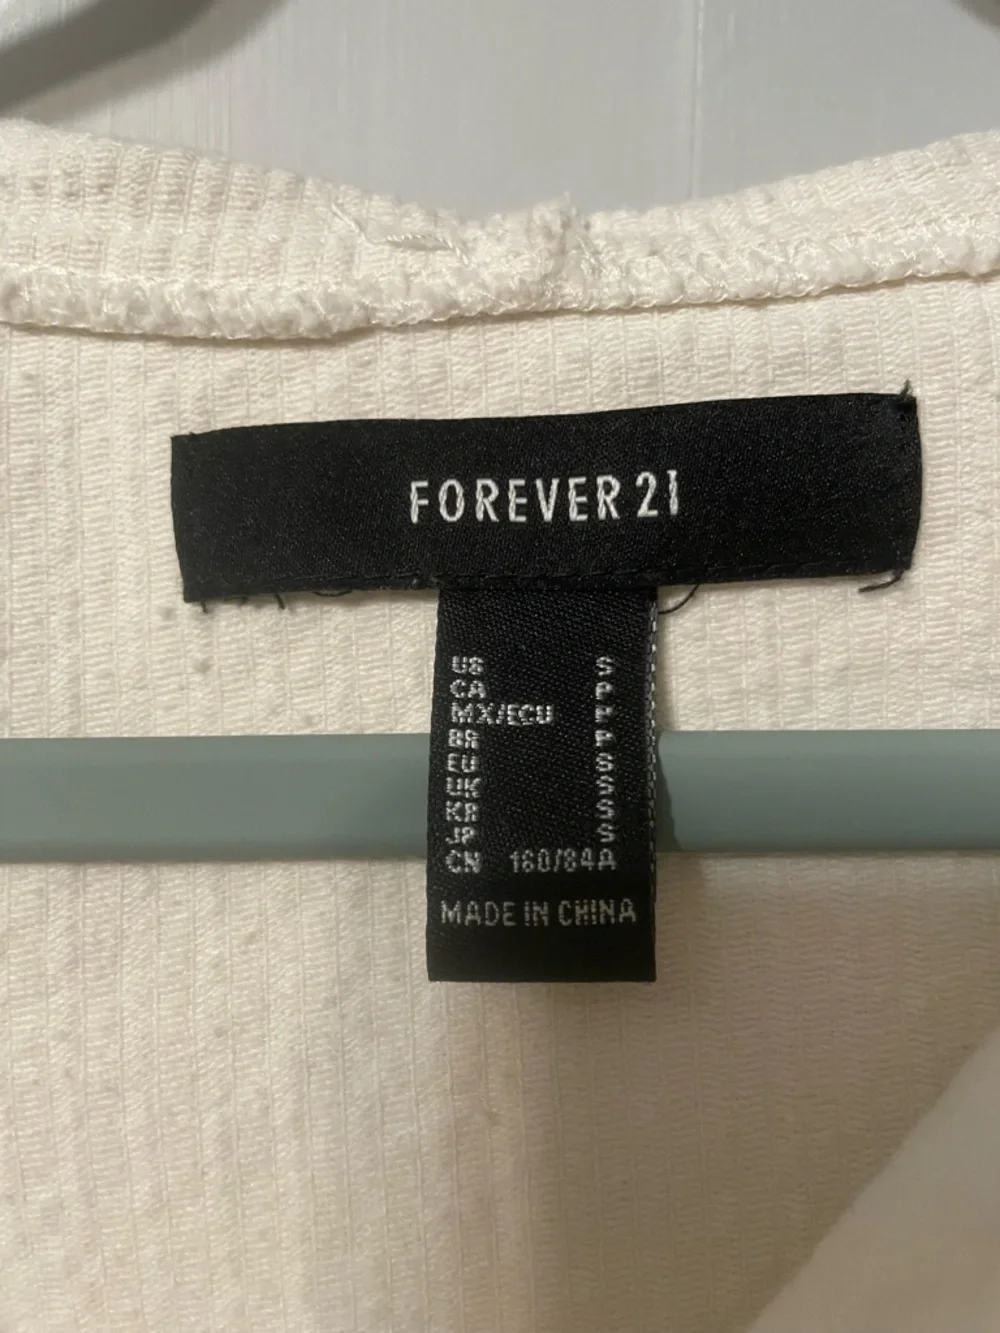 FOREVER 21
US S
CA P
MX/ECU P
BR P
EU S
UK S
KR S
JP S
CN 160/84A
MADE IN CHINA